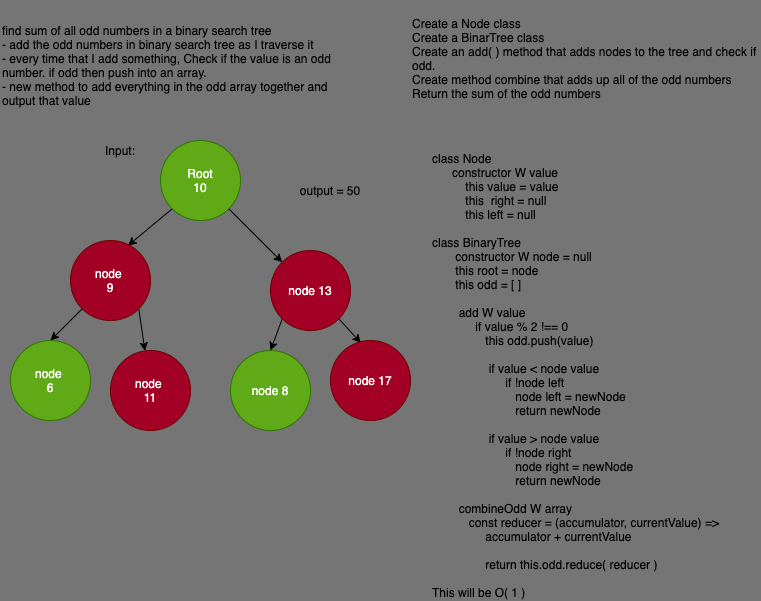 find sum of all odd numbers in a binary search tree
- add the odd numbers in binary search tree as I traverse it
- every time that I add something, Check if the value is an odd
number. if odd then push into an array.
- new method to add everything in the odd array together and
output that value
Create a Node class
Create a BinarTree class
Create an add( ) method that adds nodes to the tree and check if
odd.
Create method combine that adds up all of the odd numbers
Return the sum of the odd numbers
Input:
Root
10
output = 50
node
9
node 13
node
6
node
11
node 8
node 17
class Node
constructor W value
this value = value
this right = null
this left = null
class BinaryTree
constructor W node = null
this root = node
this odd = [ ]
add W value
if value % 2 !== 0
this odd.push(value)
if value < node value
if !node left
node left = newNode
return newNode
if value > node value
if !node right
node right = newNode
return newNode
combineOdd W array
const reducer = (accumulator, currentValue) =>
accumulator + currentValue
return this.odd.reduce( reducer )
This will be O( 1 )